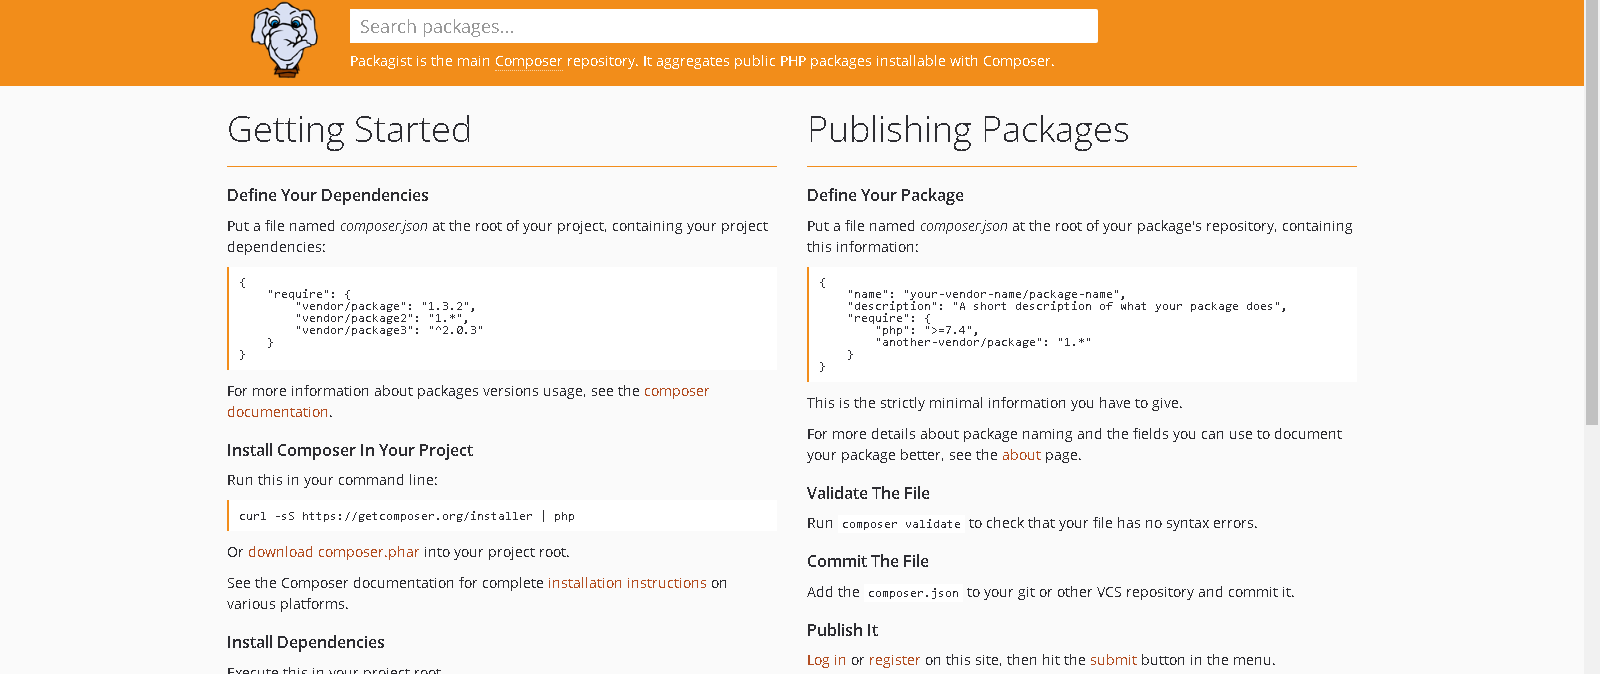 Search packages...
Packagist is the main Composer repository. It aggregates public PHP packages installable with Composer.
Getting Started
Define Your Dependencies
Put a file named composer.json at the root of your project, containing your project
dependencies:
{
    "require": {
        "vendor/package": "1.3.2",
        "vendor/package2": "1.*",
        "vendor/package3": "^2.0.3"
    }
}
For more information about packages versions usage, see the composer
documentation.
Install Composer In Your Project
Run this in your command line:
curl -sS https://getcomposer.org/installer | php
Or download composer.phar into your project root.
See the Composer documentation for complete installation instructions on
various platforms.
Install Dependencies
Execute this in your project root.
Publishing Packages
Define Your Package
Put a file named composer.json at the root of your package's repository, containing
this information:
{
    "name": "your-vendor-name/package-name",
    "description": "A short description of what your package does",
    "require": {
        "php": ">=7.4",
        "another-vendor/package": "1.*"
    }
}
This is the strictly minimal information you have to give.
For more details about package naming and the fields you can use to document
your package better, see the about page.
Validate The File
Run composer validate to check that your file has no syntax errors.
Commit The File
Add the composer.json to your git or other VCS repository and commit it.
Publish It
Log in or register on this site, then hit the submit button in the menu.